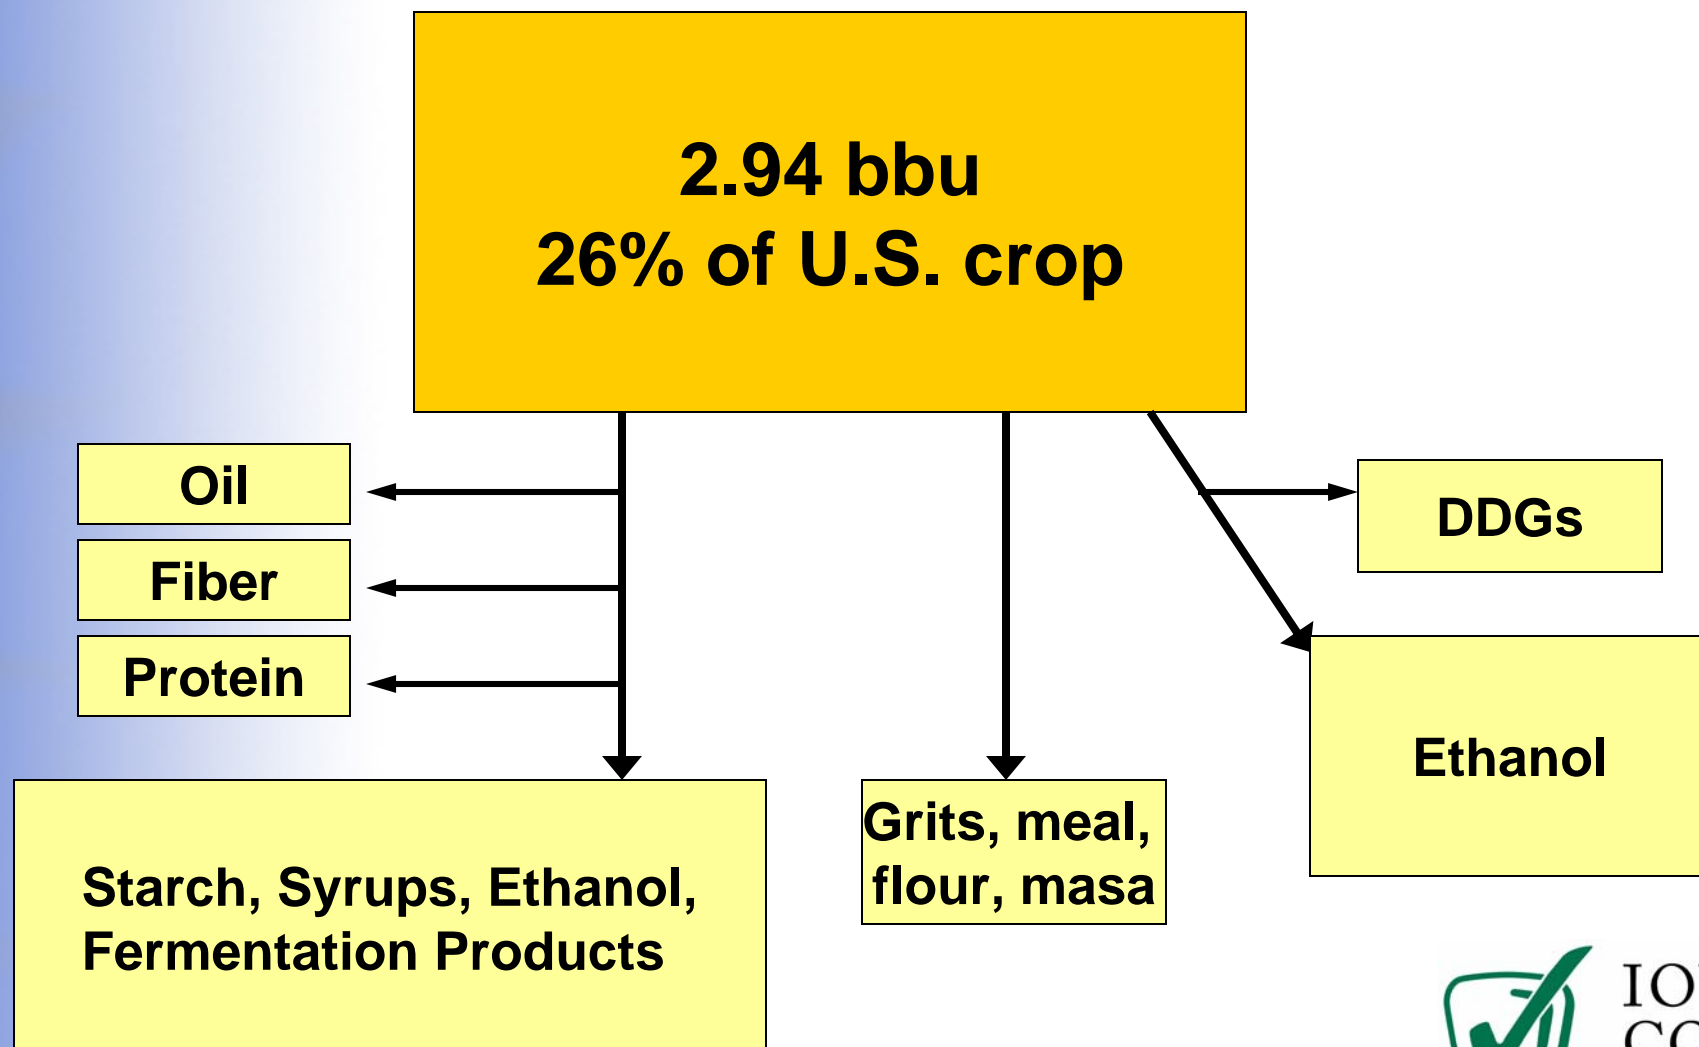 2.94 bbu
26% of U.S. crop
Oil
Fiber
Protein
DDGs
Ethanol
Starch, Syrups, Ethanol,
Fermentation Products
Grits, meal,
flour, masa